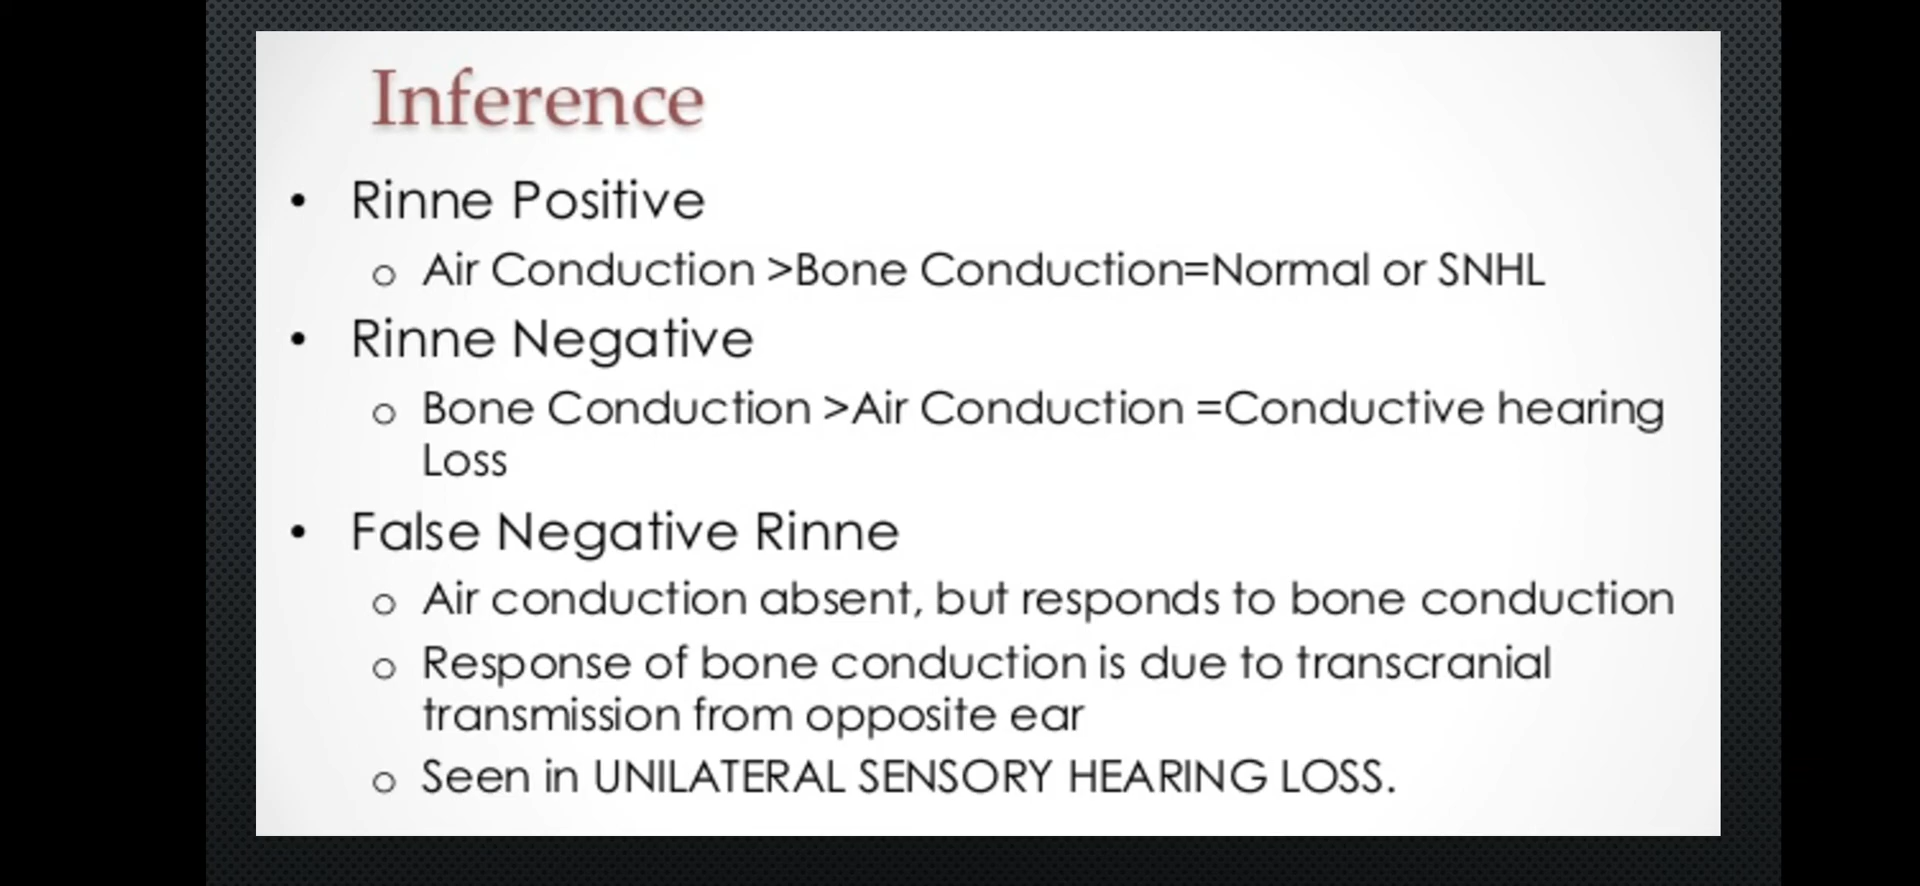 Inference
• Rinne Positive
o Air Conduction >Bone Conduction=Normal or SNHL
• Rinne Negative
o Bone Conduction >Air Conduction =Conductive hearing
Loss
• False Negative Rinne
o Air conduction absent, but responds to bone conduction
o Response of bone conduction is due to transcranial
transmission from opposite ear
o Seen in UNILATERAL SENSORY HEARING LOSS.